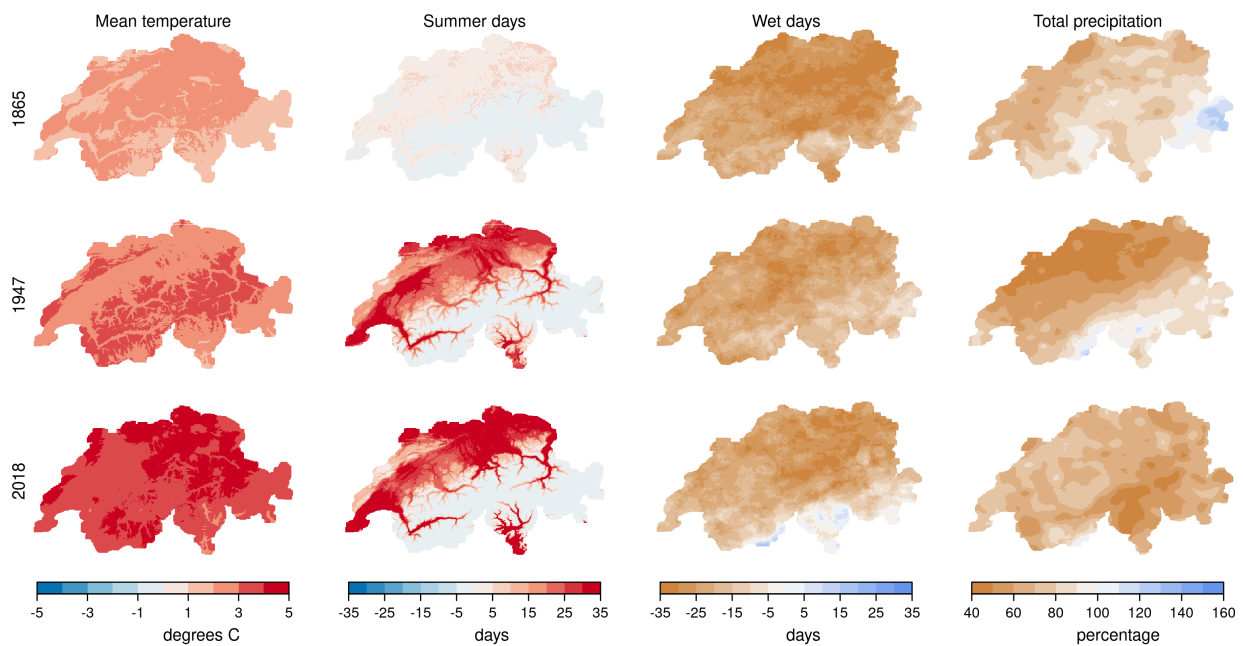 Mean temperature Summer days Wet days Total precipitation
1865
1947
2018
-5 -3 -1 1 3 5 -35 -25 -15 -5 5 15 25 35 -35 -25 -15 -5 5 15 25 35 40 60 80 100 120 140 160
degrees C days days percentage